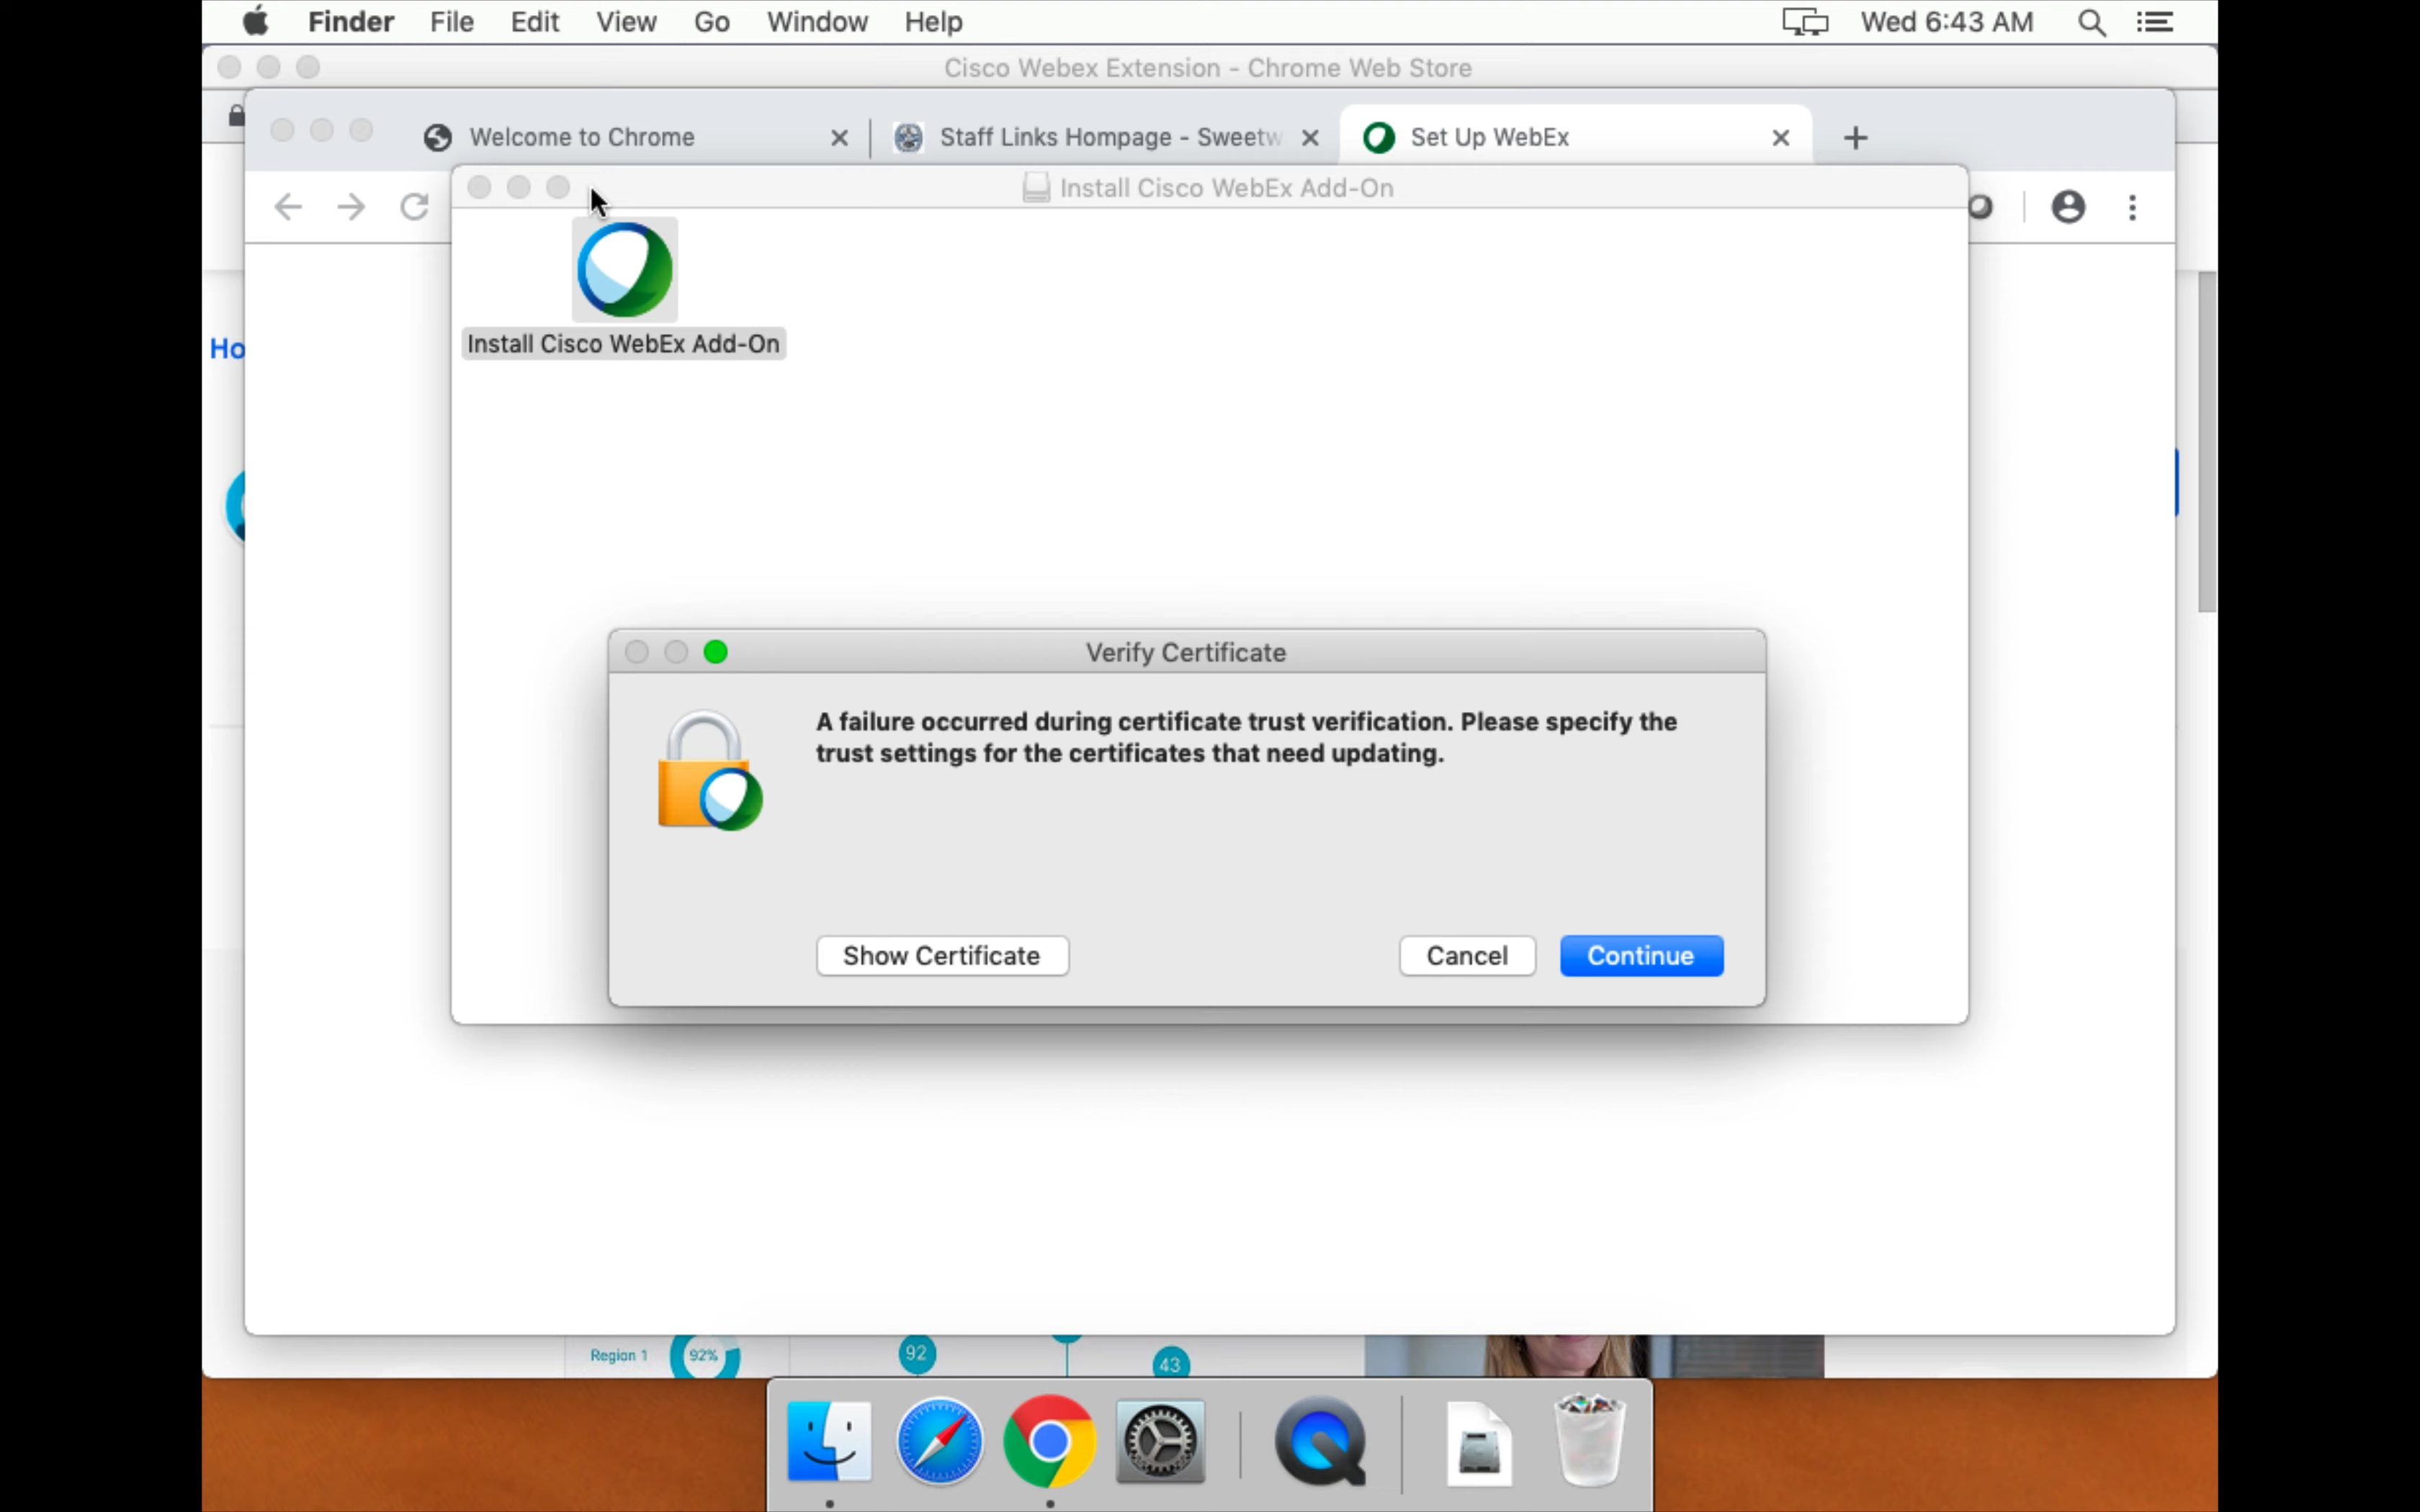 Finder File Edit View Go Window Help Wed 6:43 AM
Cisco Webex Extension - Chrome Web Store
Welcome to Chrome Staff Links Hompage - Sweetw Set Up WebEx
Install Cisco WebEx Add-On
Install Cisco WebEx Add-On
Ho
Verify Certificate
A failure occurred during certificate trust verification. Please specify the
trust settings for the certificates that need updating.
Show Certificate Cancel Continue
Region 1 92% 92 43